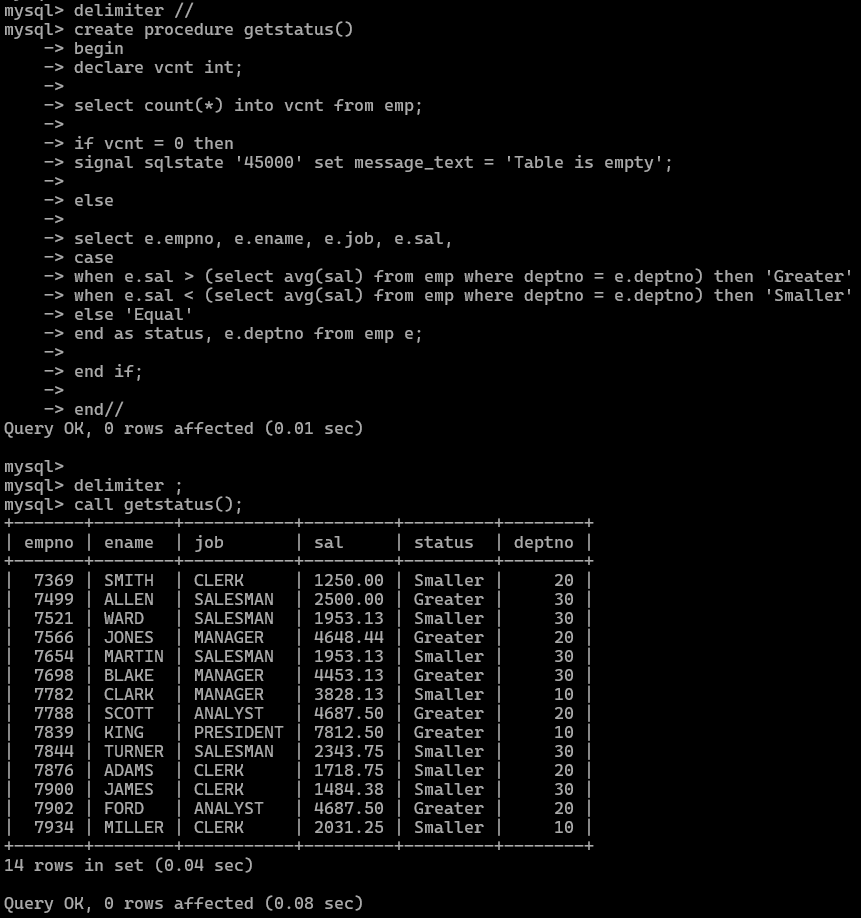 mysql> delimiter //
mysql> create procedure getstatus()
    -> begin
    -> declare vcnt int;
    ->
    -> select count(*) into vcnt from emp;
    ->
    -> if vcnt = 0 then
    -> signal sqlstate '45000' set message_text = 'Table is empty';
    ->
    -> else
    ->
    -> select e.empno, e.ename, e.job, e.sal,
    -> case
    -> when e.sal > (select avg(sal) from emp where deptno = e.deptno) then 'Greater'
    -> when e.sal < (select avg(sal) from emp where deptno = e.deptno) then 'Smaller'
    -> else 'Equal'
    -> end as status, e.deptno from emp e;
    ->
    -> end if;
    ->
    -> end//
Query OK, 0 rows affected (0.01 sec)

mysql>
mysql> delimiter ;
mysql> call getstatus();
+-------+--------+-----------+---------+---------+--------+
| empno | ename  | job       | sal     | status  | deptno |
+-------+--------+-----------+---------+---------+--------+
|  7369 | SMITH  | CLERK     | 1250.00 | Smaller |     20 |
|  7499 | ALLEN  | SALESMAN  | 2500.00 | Greater |     30 |
|  7521 | WARD   | SALESMAN  | 1953.13 | Smaller |     30 |
|  7566 | JONES  | MANAGER   | 4648.44 | Greater |     20 |
|  7654 | MARTIN | SALESMAN  | 1953.13 | Smaller |     30 |
|  7698 | BLAKE  | MANAGER   | 4453.13 | Greater |     30 |
|  7782 | CLARK  | MANAGER   | 3828.13 | Smaller |     10 |
|  7788 | SCOTT  | ANALYST   | 4687.50 | Greater |     20 |
|  7839 | KING   | PRESIDENT | 7812.50 | Greater |     10 |
|  7844 | TURNER | SALESMAN  | 2343.75 | Smaller |     30 |
|  7876 | ADAMS  | CLERK     | 1718.75 | Smaller |     20 |
|  7900 | JAMES  | CLERK     | 1484.38 | Smaller |     30 |
|  7902 | FORD   | ANALYST   | 4687.50 | Greater |     20 |
|  7934 | MILLER | CLERK     | 2031.25 | Smaller |     10 |
+-------+--------+-----------+---------+---------+--------+
14 rows in set (0.04 sec)

Query OK, 0 rows affected (0.08 sec)